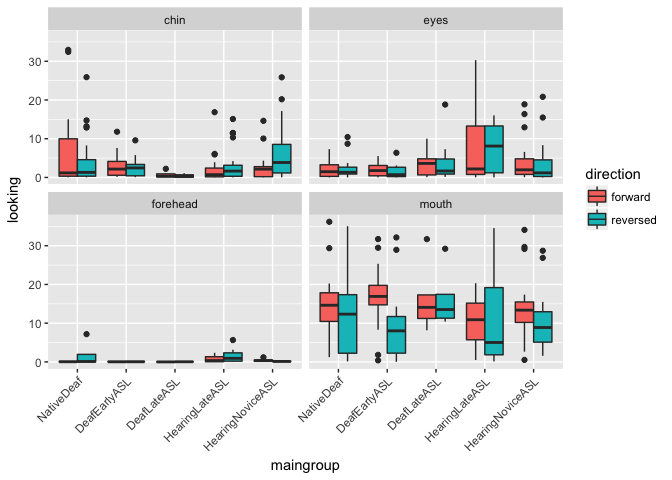 chin
eyes
30
20
10
0
looking
direction
forward
reversed
forehead
mouth
30
20
10
0
NativeDeaf
DeafEarlyASL
DeafLateASL
HearingLateASL
HearingNoviceASL
NativeDeaf
DeafEarlyASL
DeafLateASL
HearingLateASL
HearingNoviceASL
maingroup